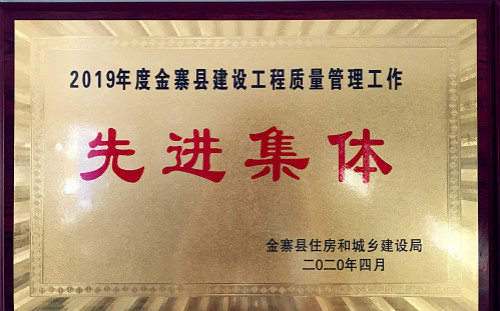 2019年度金寨县建设工程质量管理工作
先进集体
金寨县住房和城乡建设局
二〇二〇年四月